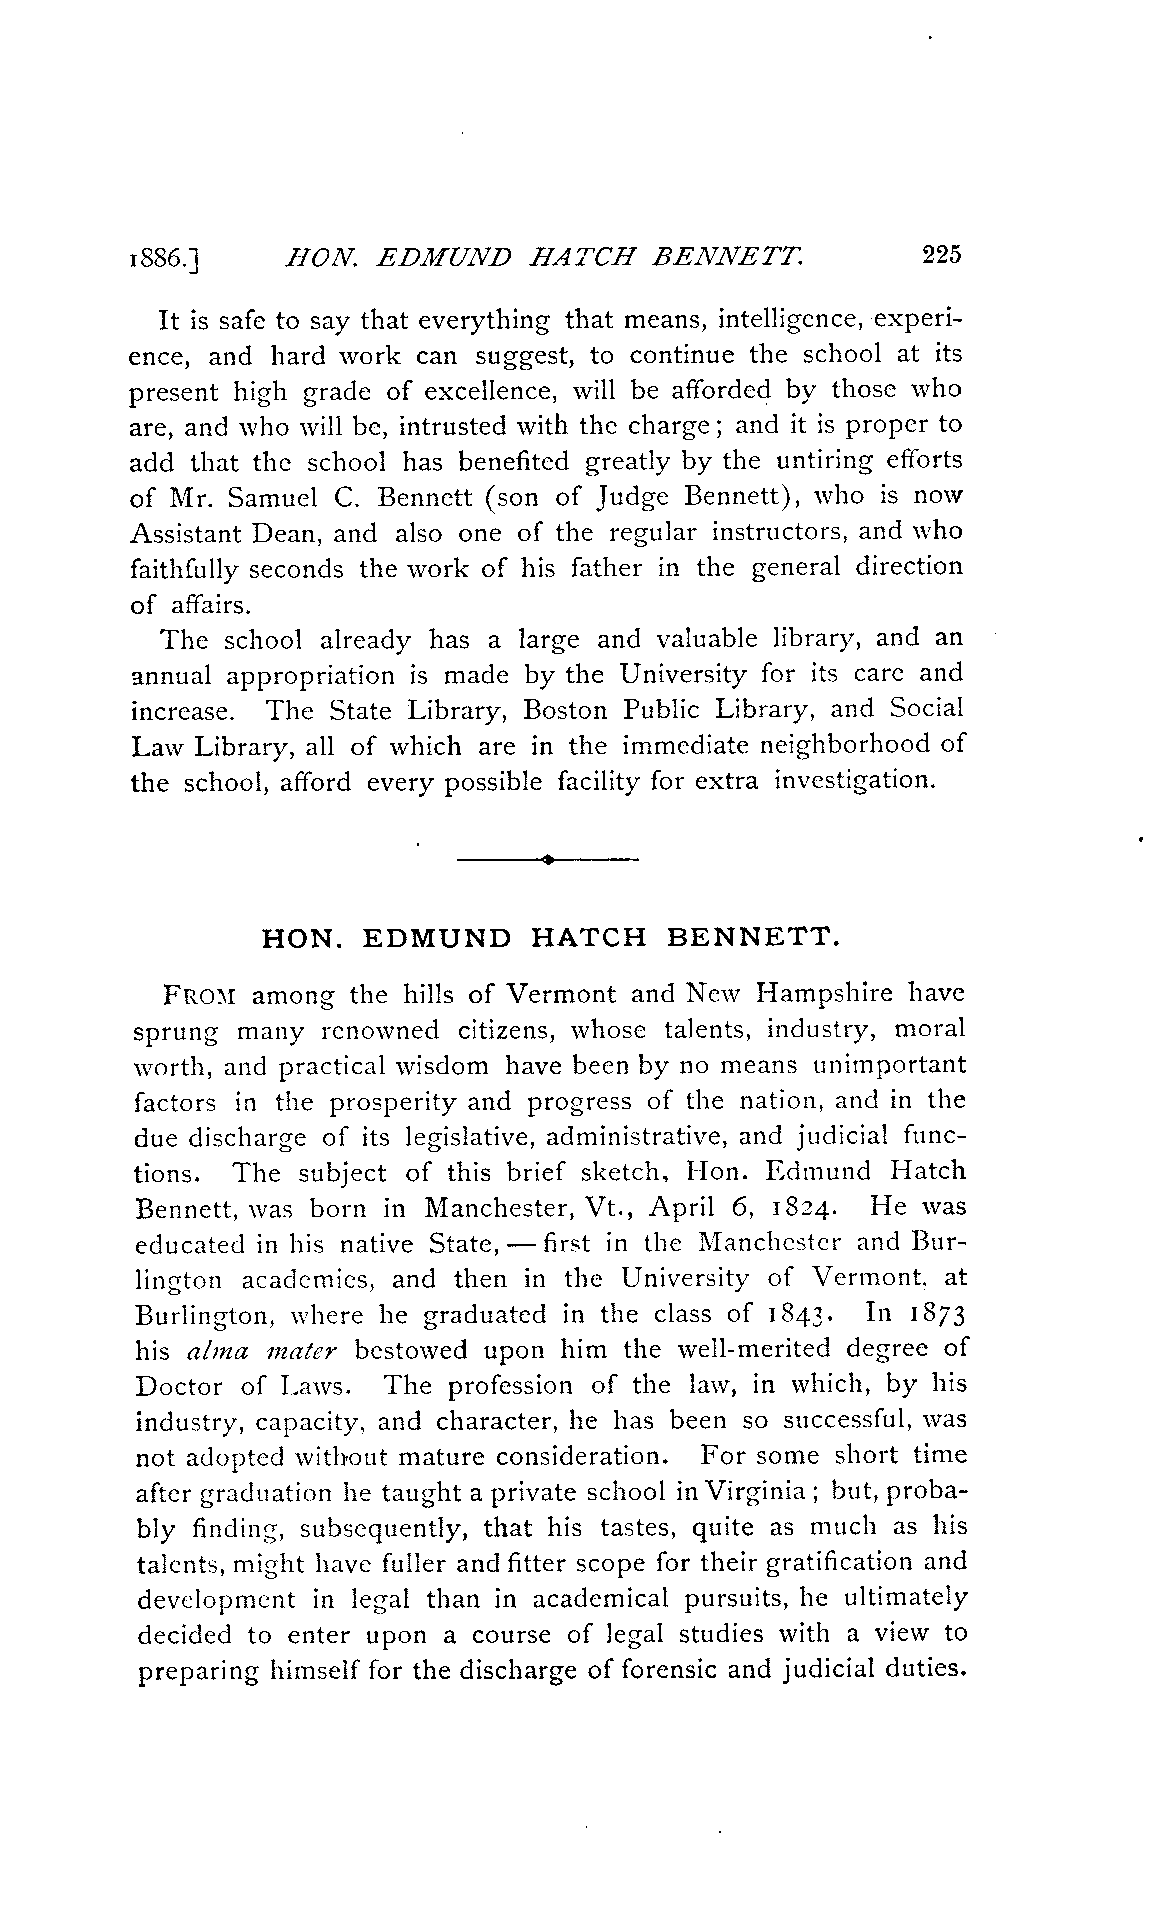 1886.] HON. EDMUND HATCH BENNETT. 225
It is safe to say that everything that means, intelligence, experi-
ence, and hard work can suggest, to continue the school at its
present high grade of excellence, will be afforded by those who
are, and who will be, intrusted with the charge; and it is proper to
add that the school has benefited greatly by the untiring efforts
of Mr. Samuel C. Bennett (son of Judge Bennett), who is now
Assistant Dean, and also one of the regular instructors, and who
faithfully seconds the work of his father in the general direction
of affairs.
The school already has a large and valuable library, and an
annual appropriation is made by the University for its care and
increase. The State Library, Boston Public Library, and Social
Law Library, all of which are in the immediate neighborhood of
the school, afford every possible facility for extra investigation.
HON. EDMUND HATCH BENNETT.
FROM among the hills of Vermont and New Hampshire have
sprung many renowned citizens, whose talents, industry, moral
worth, and practical wisdom have been by no means unimportant
factors in the prosperity and progress of the nation, and in the
due discharge of its legislative, administrative, and judicial func-
tions. The subject of this brief sketch, Hon. Edmund Hatch
Bennett, was born in Manchester, Vt., April 6, 1824. He was
educated in his native State, — first in the Manchester and Bur-
lington academies, and then in the University of Vermont, at
Burlington, where he graduated in the class of 1843. In 1873
his alma mater bestowed upon him the well-merited degree of
Doctor of Laws. The profession of the law, in which, by his
industry, capacity, and character, he has been so successful, was
not adopted without mature consideration. For some short time
after graduation he taught a private school in Virginia; but, proba-
bly finding, subsequently, that his tastes, quite as much as his
talents, might have fuller and fitter scope for their gratification and
development in legal than in academical pursuits, he ultimately
decided to enter upon a course of legal studies with a view to
preparing himself for the discharge of forensic and judicial duties.